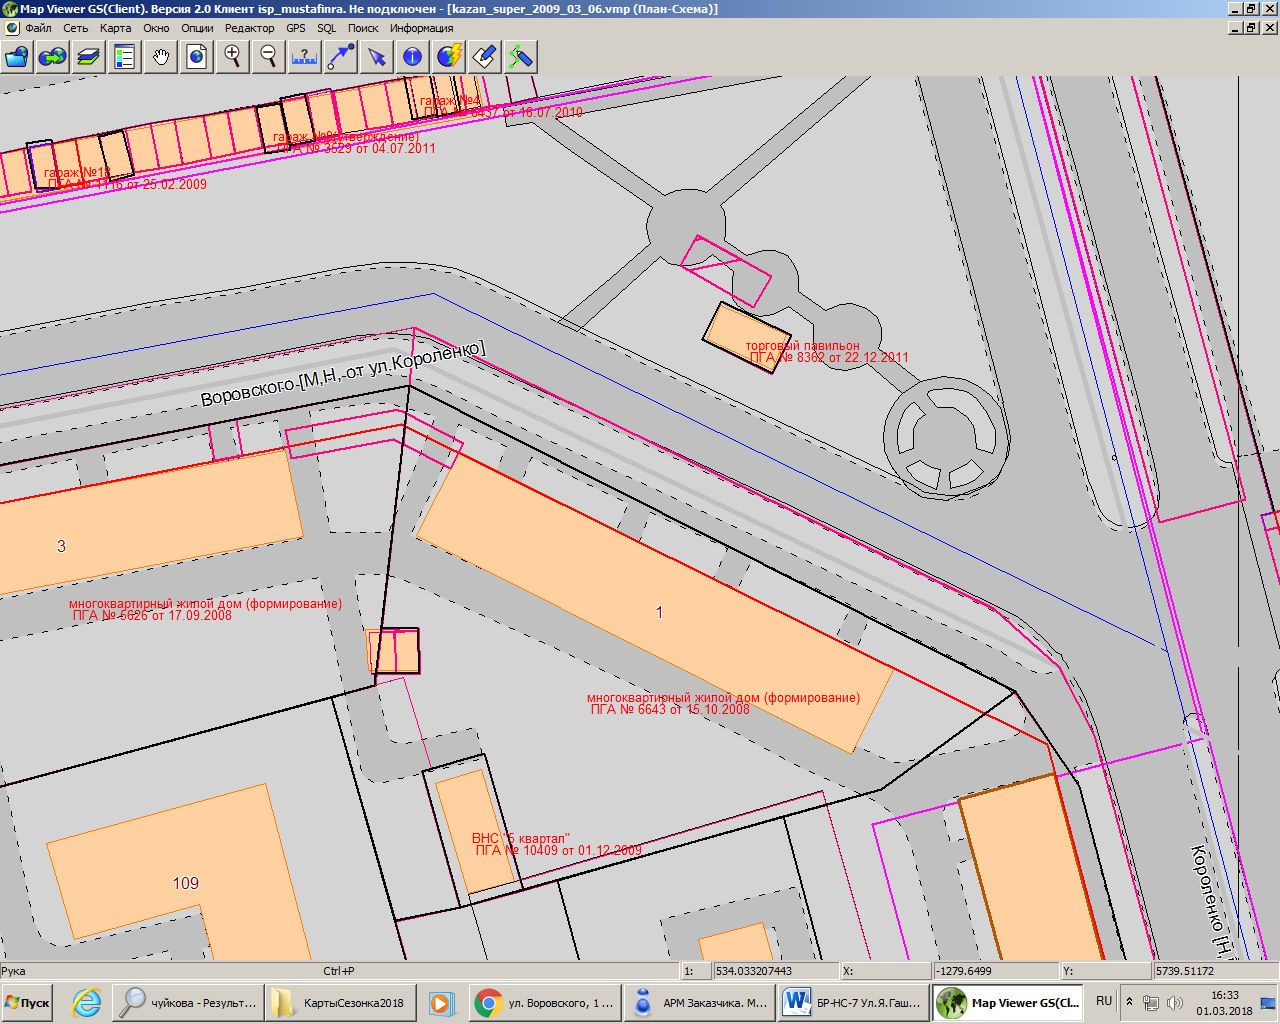 Map Viewer GS(Client). Версия 2.0 Клиент isp_mustafinra. Не подключен - [kazan_super_2009_03_06.vmp (План-Схема)]
Файл Сеть Карта Окно Опции Редактор GPS SQL Поиск Информация
гараж №4
ПГА № 6437 от 16.07.2010
ПГА № 3529 от 04.07.2011
гараж №18
ПГА № 1116 от 25.02.2009
торговый павильон
ПГА № 8362 от 22.12.2011
Воровского [М,Н, от ул.Короленко]
3
1
многоквартирный жилой дом (формирование)
ПГА № 5626 от 17.09.2008
многоквартирный жилой дом (формирование)
ПГА № 6643 от 15.10.2008
ВНС "5 квартал"
ПГА № 10409 от 01.12.2009
109
Короленко [Н,
Рука Ctrl+P 1: 534.033207443 X: -1279.6499 Y: 5739.51172
Пуск чуйкова - Результ... КартыСезонка2018 ул. Воровского, 1 ... АРМ Заказчика. М... БР-НС-7 Ул.Я.Гаш... Map Viewer GS(Cl... RU 16:33
01.03.2018